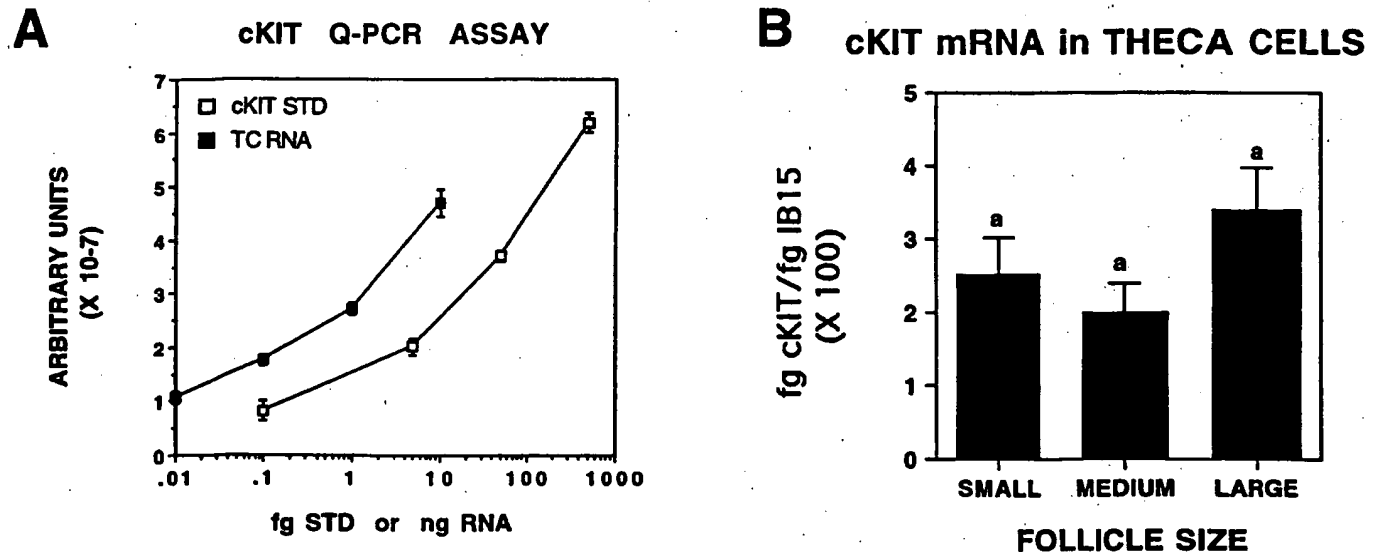 A
cKIT Q-PCR ASSAY
7
6
5
4
3
2
1
0
ARBITRARY UNITS
(X 10-7)
cKIT STD
TC RNA
.01 .1 1 10 100 1000
fg STD or ng RNA
B
cKIT mRNA in THECA CELLS
5
4
3
2
1
0
fg cKIT/fg IB15
(X 100)
a
a
a
SMALL MEDIUM LARGE
FOLLICLE SIZE